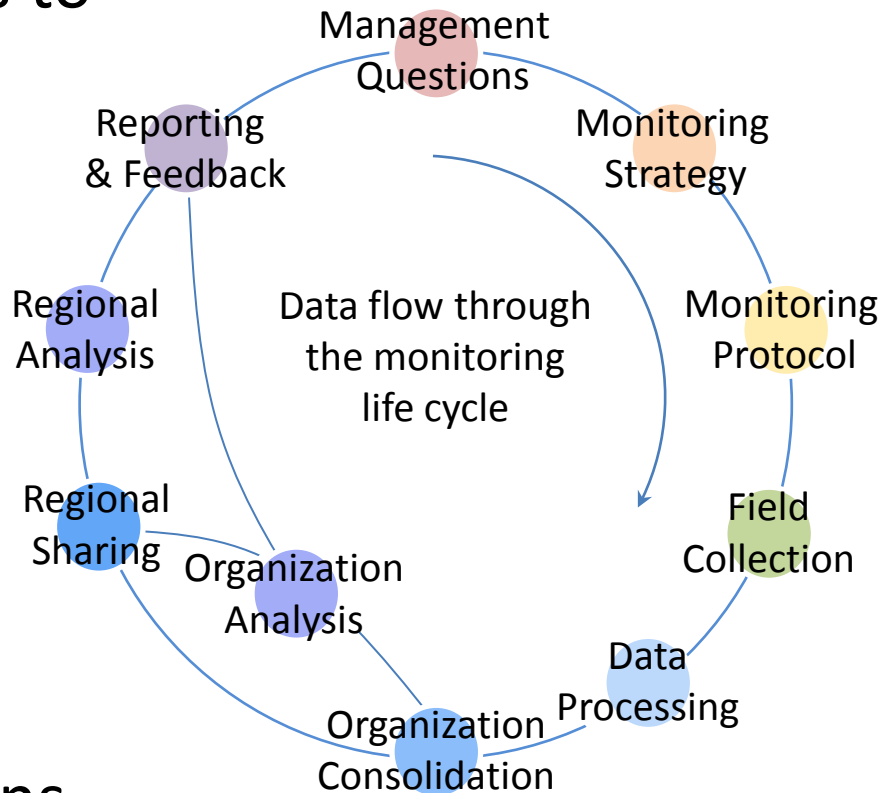 to
Management
Questions
Monitoring
Strategy
Monitoring
Protocol
Field
Collection
Data
Processing
Organization
Consolidation
Organization
Analysis
Regional
Sharing
Regional
Analysis
Reporting
& Feedback
Data flow through
the monitoring
life cycle